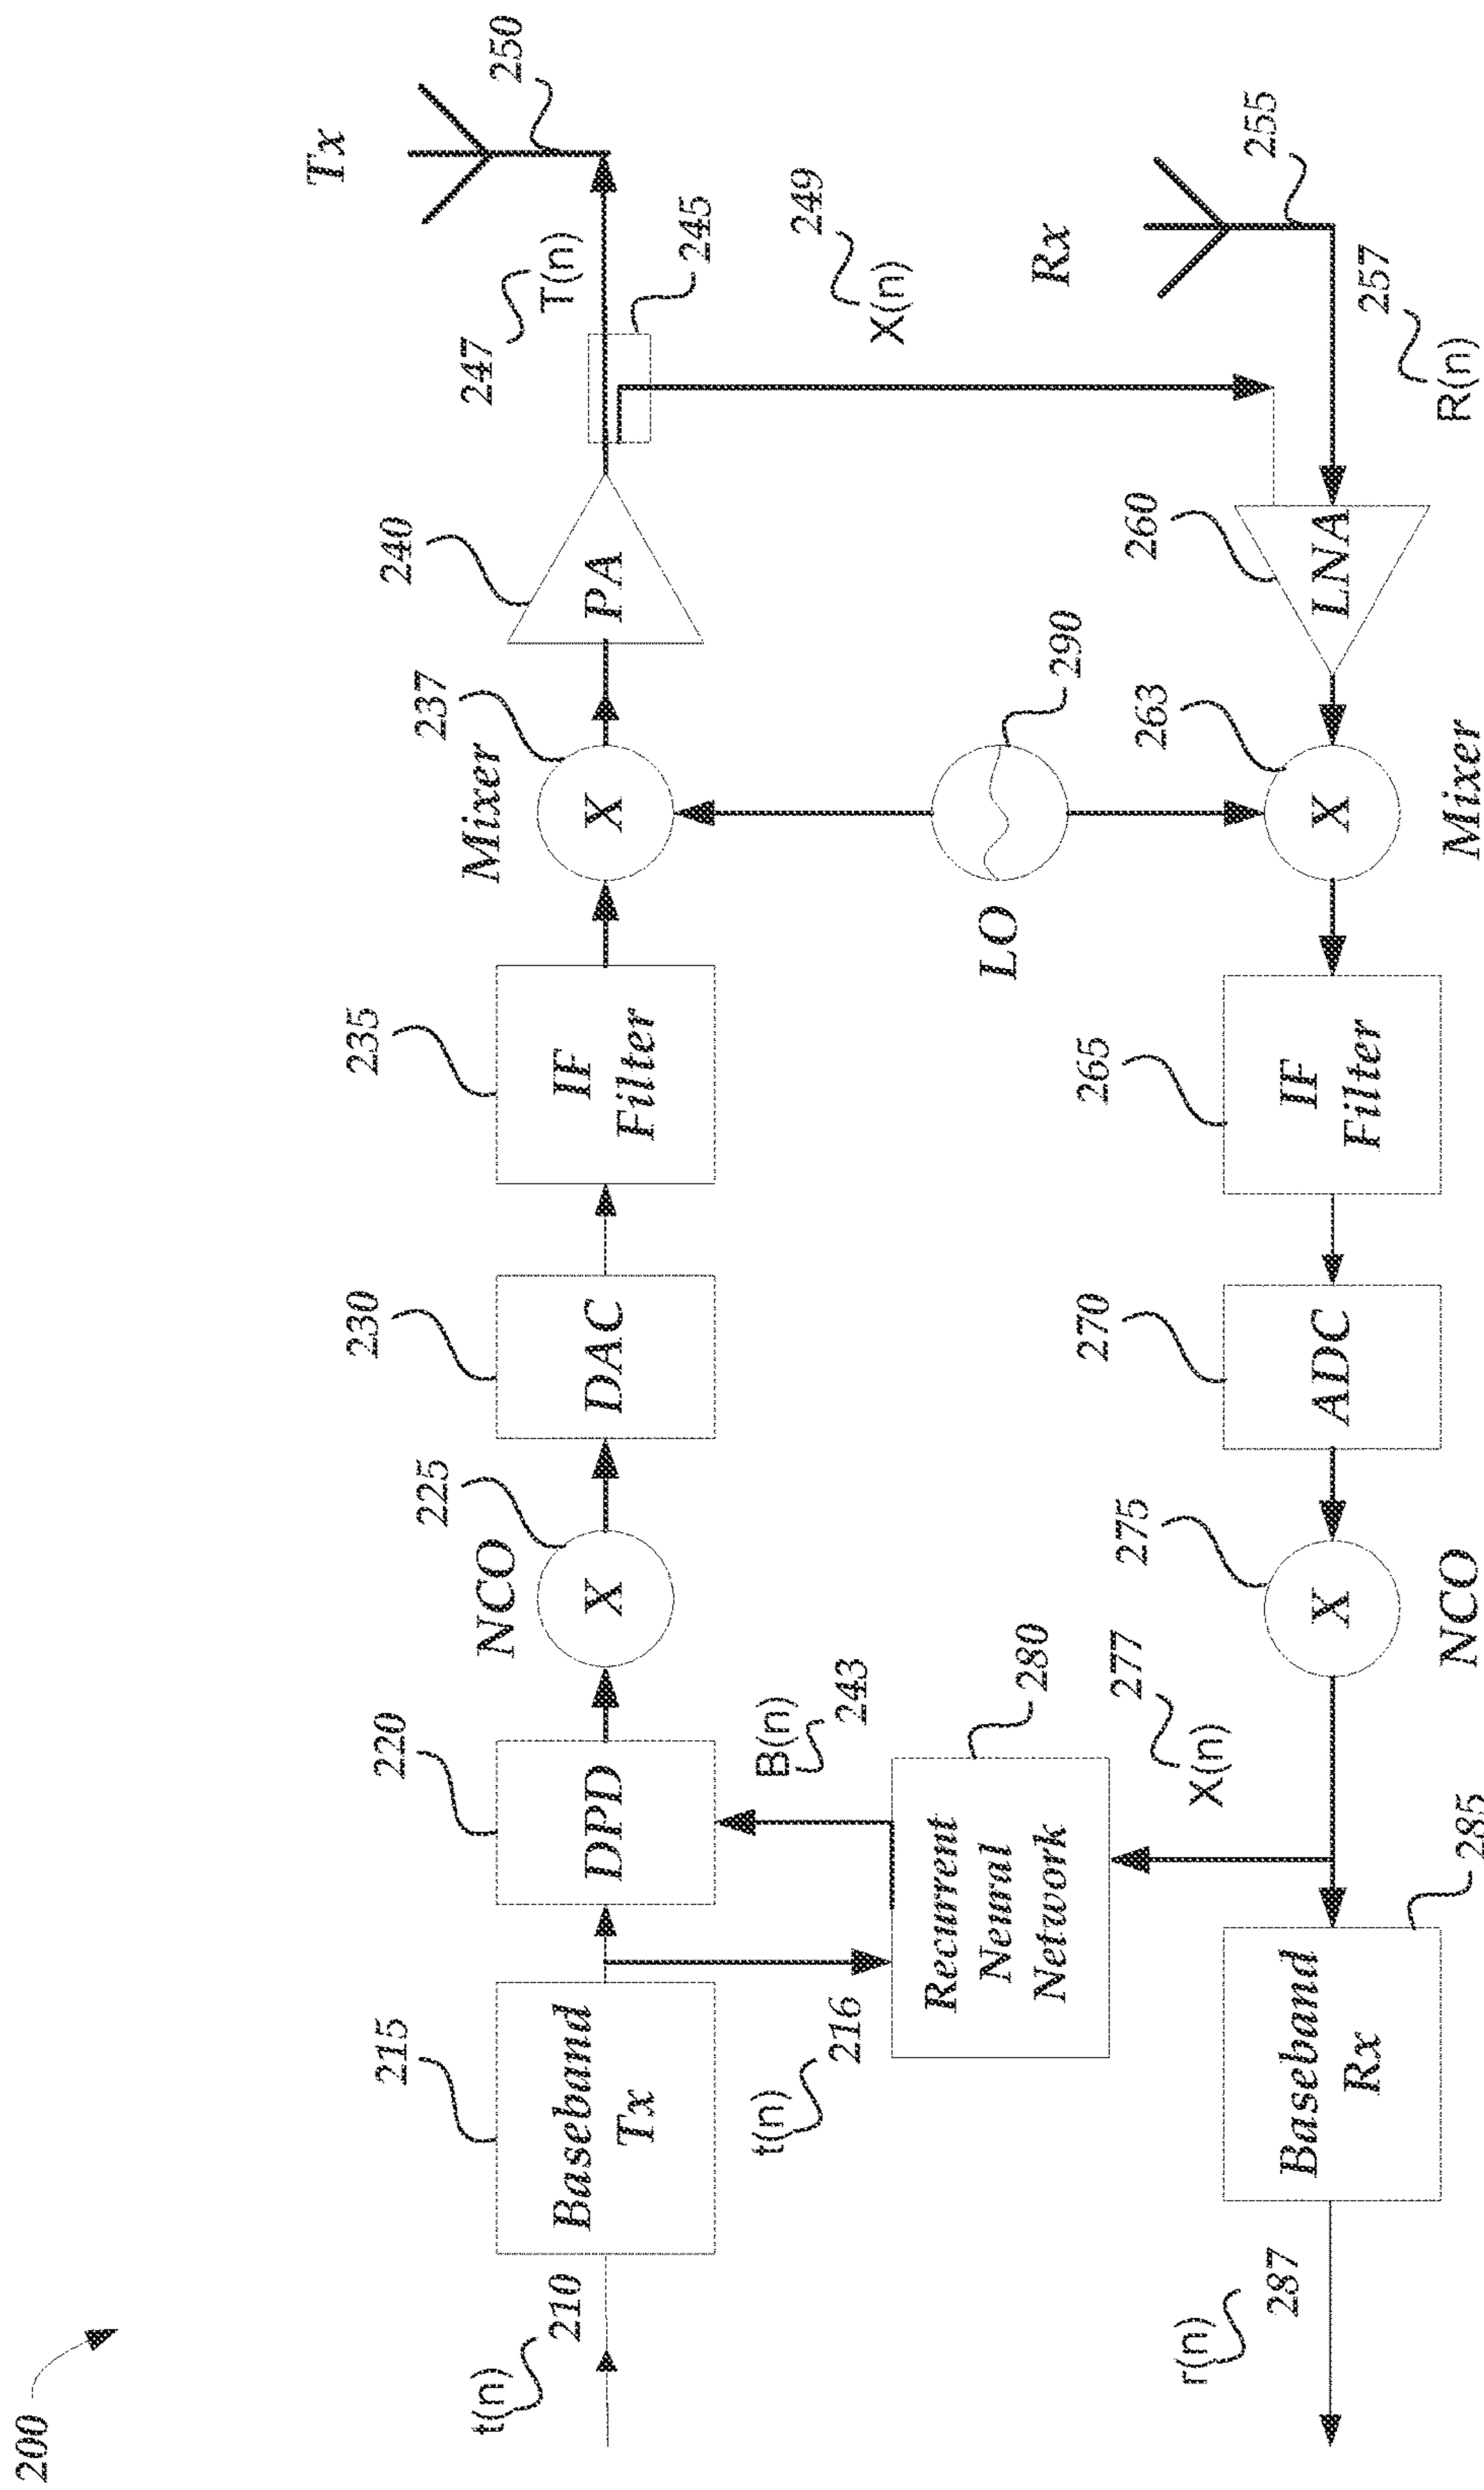 200
t(n)
210
215
Baseband
Tx
t(n)
216
220
DPD
B(n)
243
NCO
225
X
230
DAC
235
IF
Filter
Mixer
237
X
240
PA
247
T(n)
245
Tx
250
X(n)
249
LO
290
Recurrent
Neural
Network
280
r(n)
287
Baseband
Rx
285
X(n)
277
275
X
NCO
270
ADC
265
IF
Filter
263
X
Mixer
260
LNA
Rx
255
257
R(n)